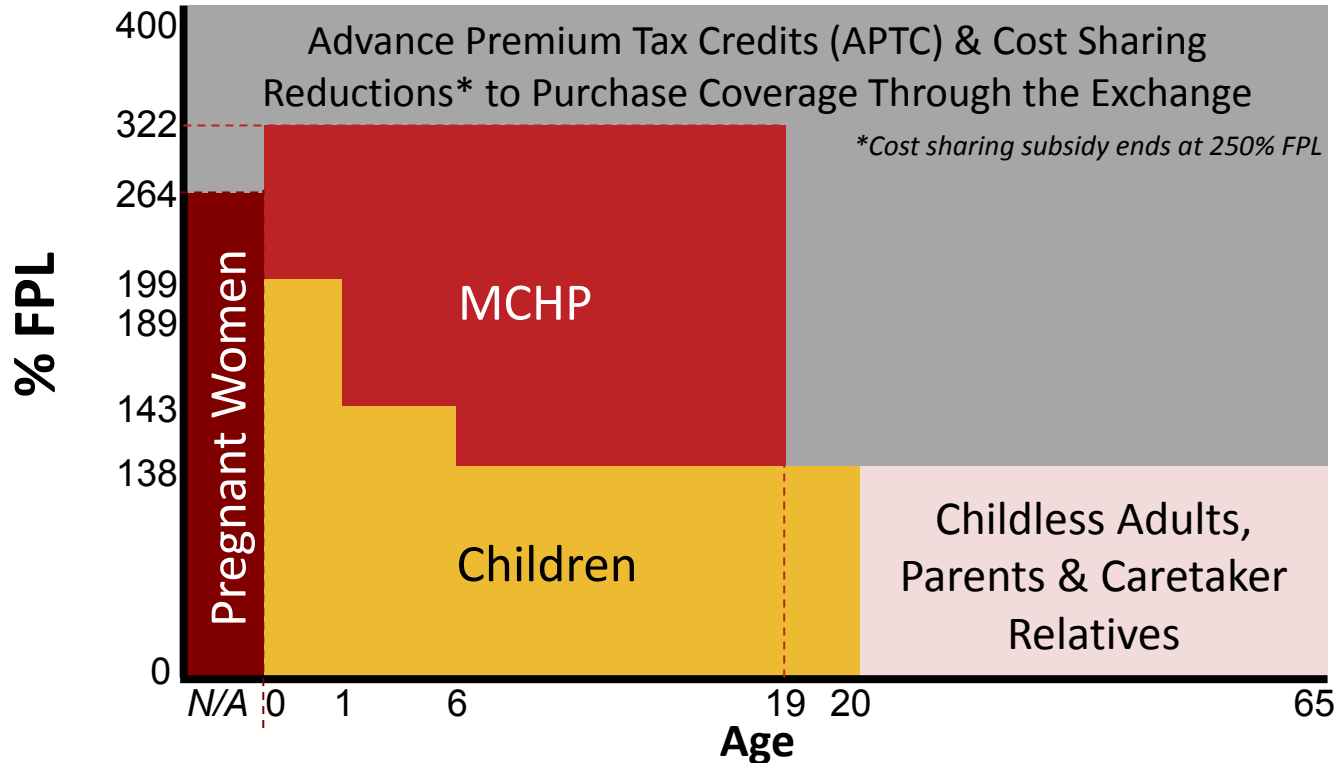 400
Advance Premium Tax Credits (APTC) & Cost Sharing
Reductions* to Purchase Coverage Through the Exchange
322
*Cost sharing subsidy ends at 250% FPL
264
199
189
143
138
0
% FPL
Pregnant Women
MCHP
Children
Childless Adults,
Parents & Caretaker
Relatives
N/A 0 1 6 19 20 65
Age